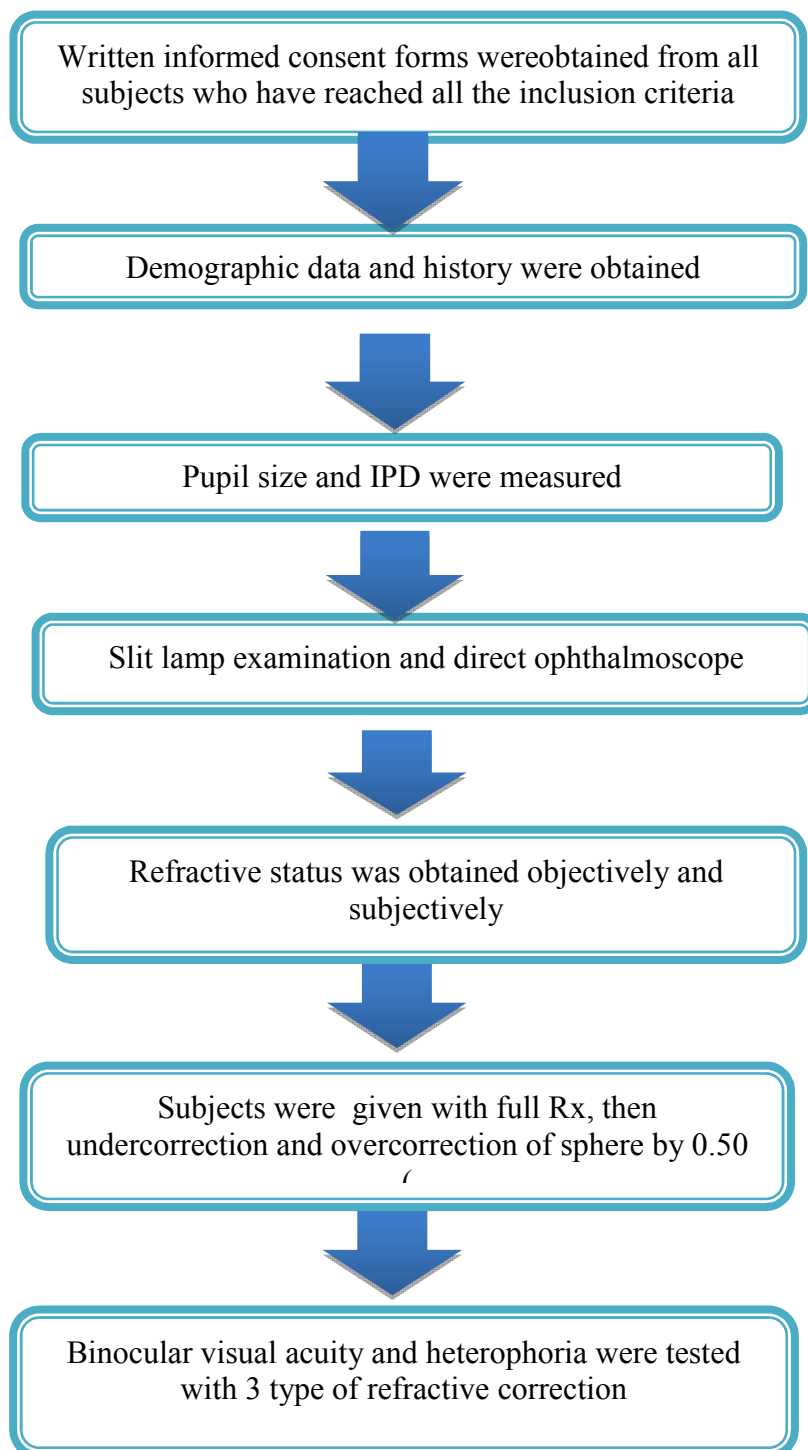 Written informed consent forms wereobtained from all
subjects who have reached all the inclusion criteria
Demographic data and history were obtained
Pupil size and IPD were measured
Slit lamp examination and direct ophthalmoscope
Refractive status was obtained objectively and
subjectively
Subjects were given with full Rx, then
undercorrection and overcorrection of sphere by 0.50
Binocular visual acuity and heterophoria were tested
with 3 type of refractive correction